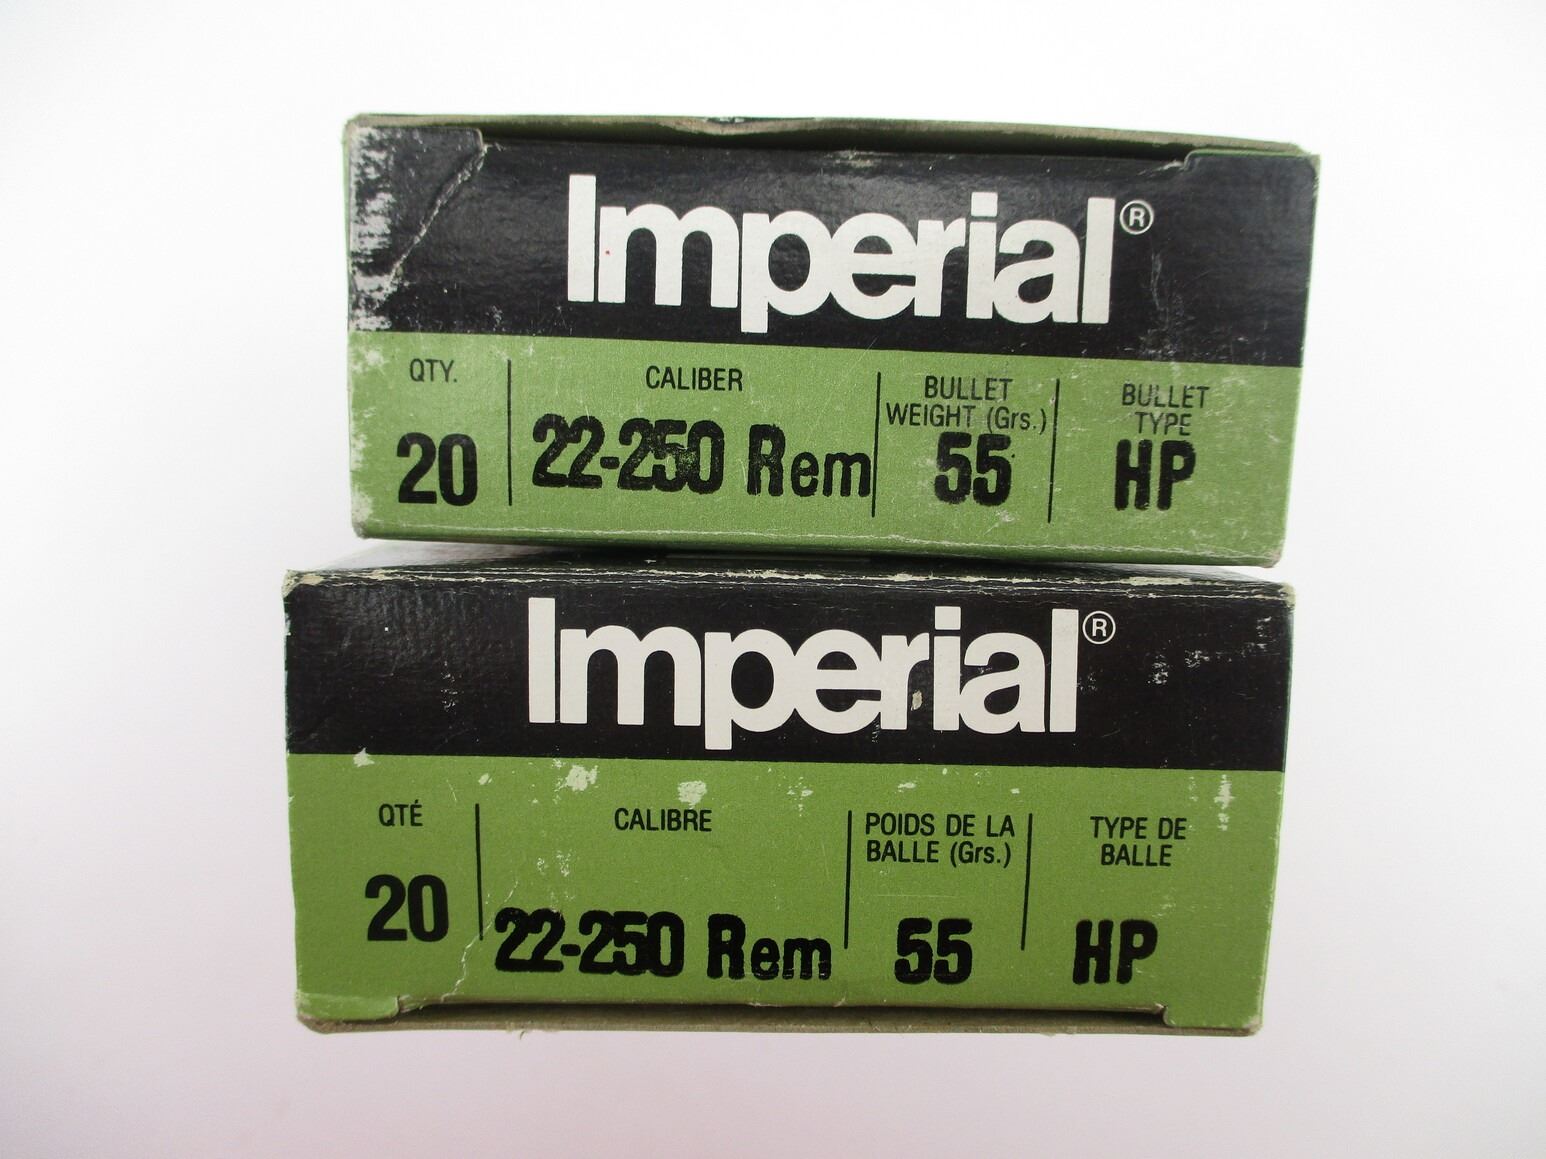 Imperial®
QTY. CALIBER BULLET WEIGHT (Grs.) BULLET TYPE
20 22-250 Rem 55 HP
Imperial®
QTÉ CALIBRE POIDS DE LA BALLE (Grs.) TYPE DE BALLE
20 22-250 Rem 55 HP